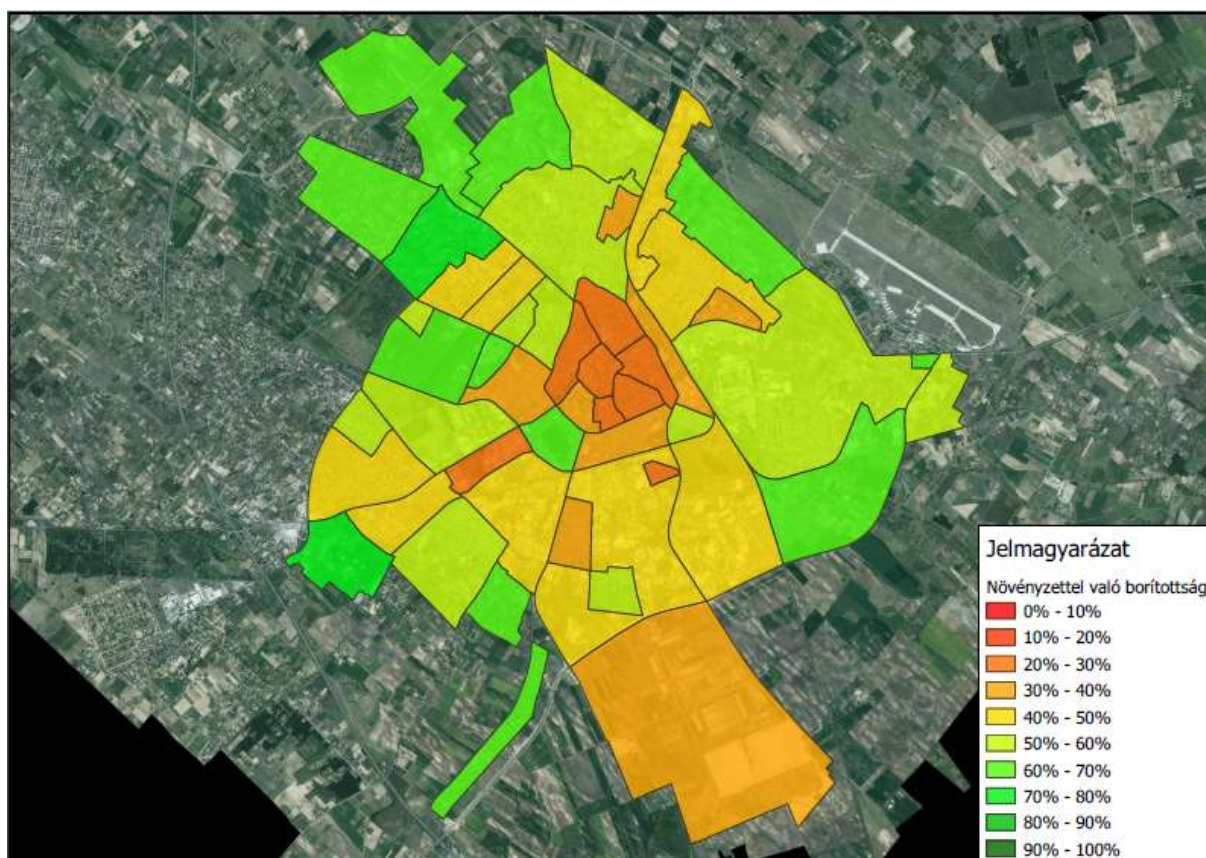 Jelmagyarázat
Növényzettel való borítottság
0% - 10%
10% - 20%
20% - 30%
30% - 40%
40% - 50%
50% - 60%
60% - 70%
70% - 80%
80% - 90%
90% - 100%